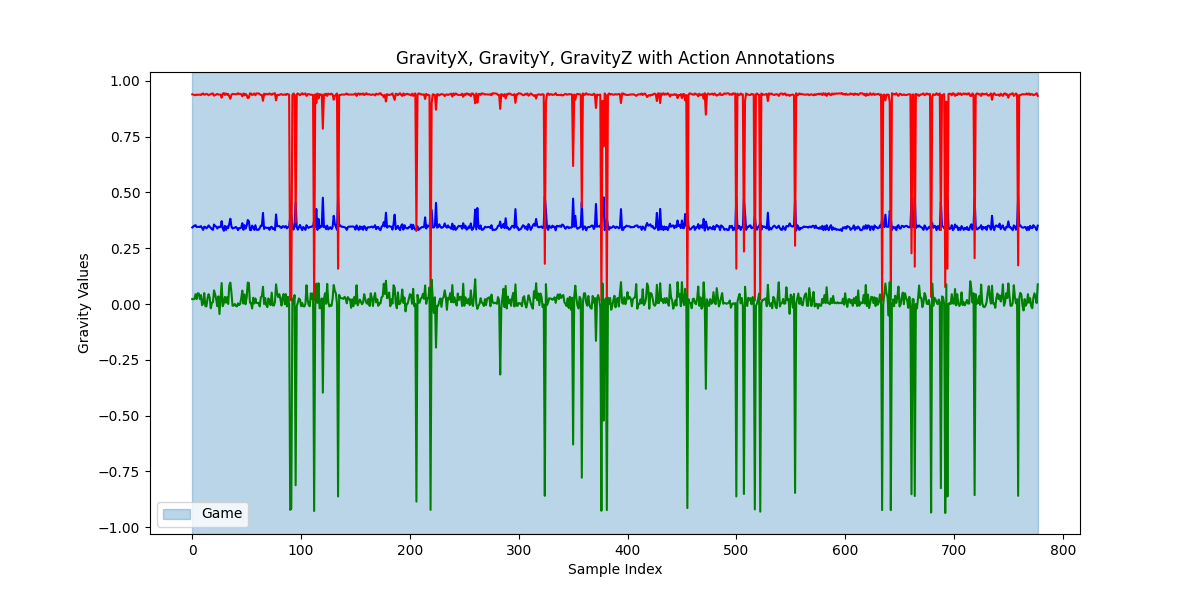 GravityX, GravityY, GravityZ with Action Annotations
Gravity Values
1.00
0.75
0.50
0.25
0.00
−0.25
−0.50
−0.75
−1.00
Game
0 100 200 300 400 500 600 700 800
Sample Index